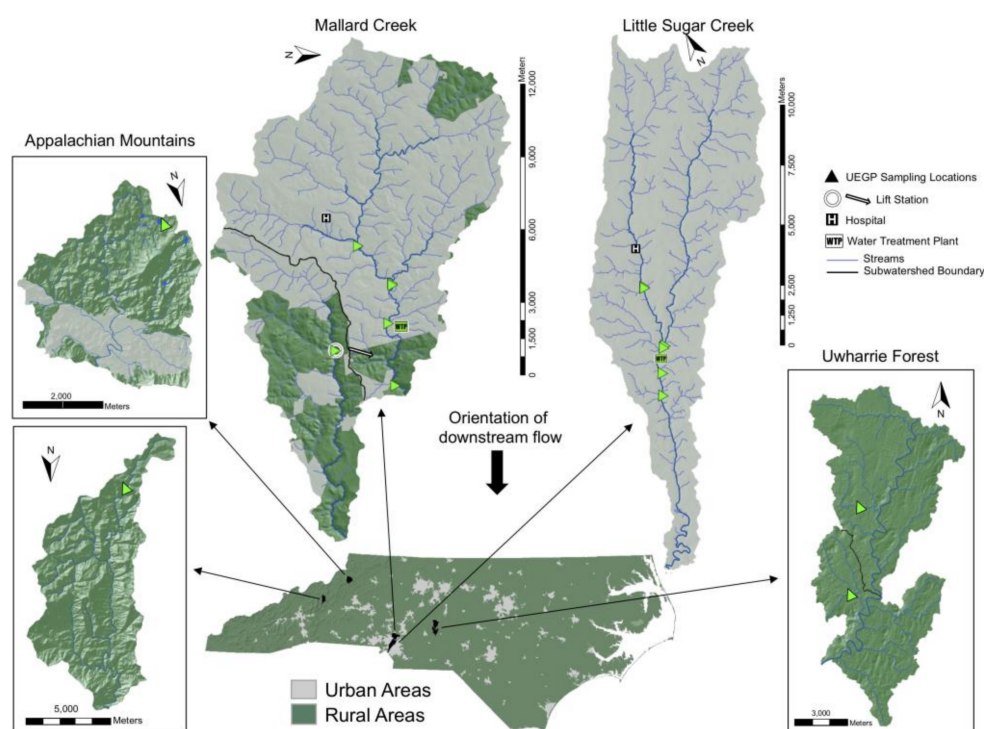 Mallard Creek
Little Sugar Creek
N
Meters
12,000
9,000
6,000
3,000
1,500
0
H
WTP
N
Meters
10,000
7,500
5,000
2,500
1,250
0
H
WTP
UEGP Sampling Locations
Lift Station
H Hospital
WTP Water Treatment Plant
Streams
Subwatershed Boundary
Appalachian Mountains
N
2,000
Meters
N
5,000
Meters
Orientation of
downstream flow
Uwharrie Forest
N
3,000
Meters
Urban Areas
Rural Areas